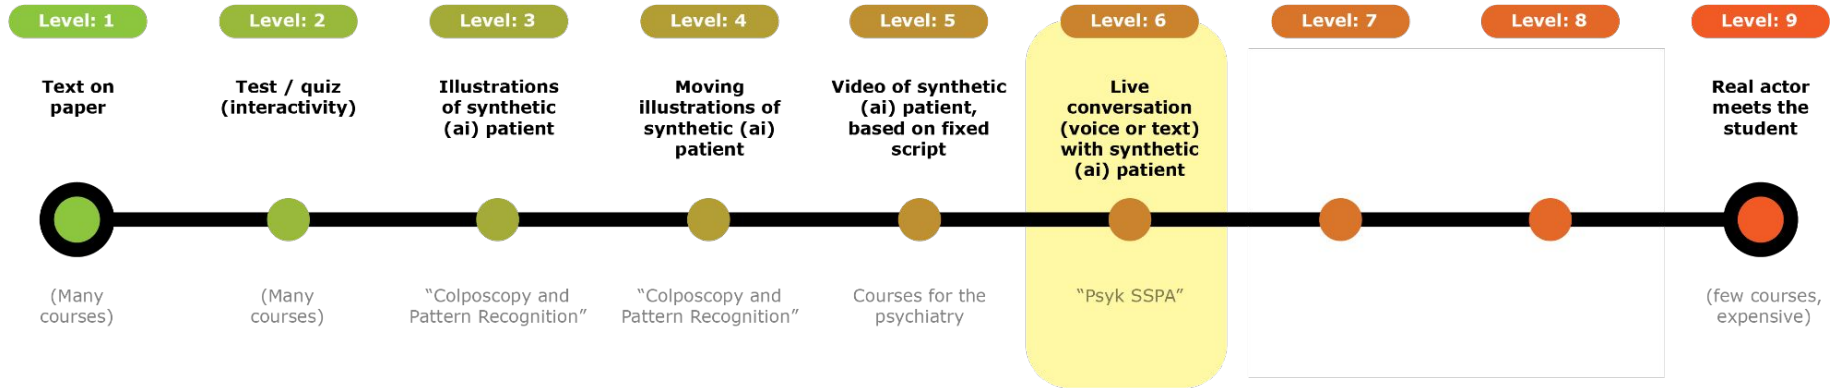 Level: 1
Level: 2
Level: 3
Level: 4
Level: 5
Level: 6
Level: 7
Level: 8
Level: 9
Text on
paper
Test / quiz
(interactivity)
Illustrations
of synthetic
(ai) patient
Moving
illustrations of
synthetic (ai)
patient
Video of synthetic
(ai) patient,
based on fixed
script
Live
conversation
(voice or text)
with synthetic
(ai) patient
Real actor
meets the
student
(Many
courses)
(Many
courses)
“Colposcopy and
Pattern Recognition”
“Colposcopy and
Pattern Recognition”
Courses for the
psychiatry
“Psyk SSPA”
(few courses,
expensive)